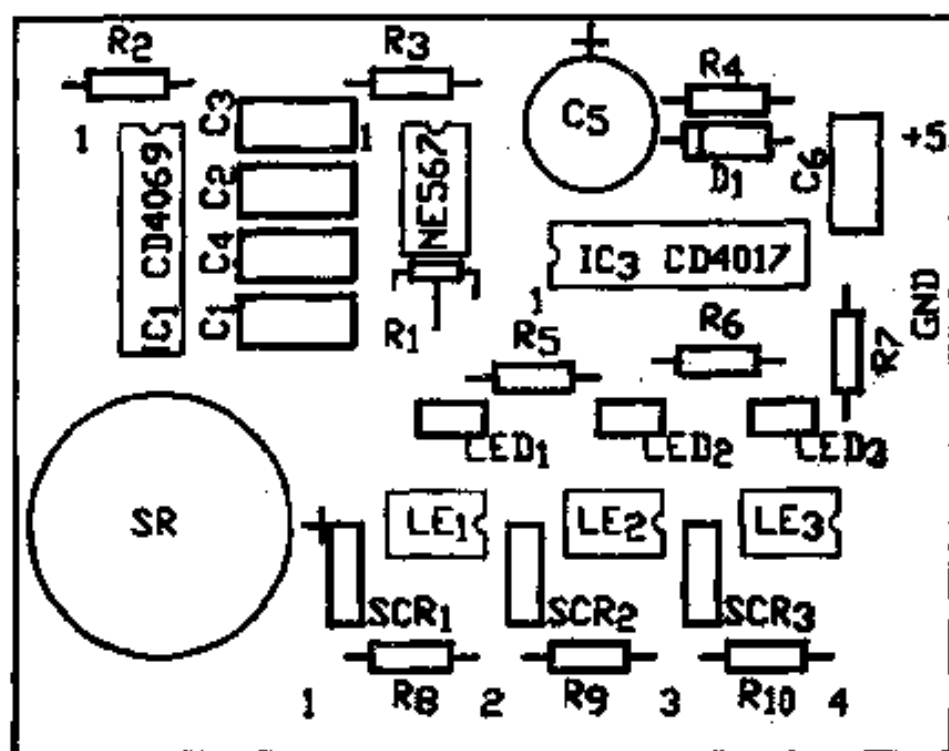 R2 R3 R4
C5
1 C3 1 +5
IC1 CD4069 C2 NE567 D1 C6
C4 IC3 CD4017
C1 R1 1 GND
R5 R6 R7
LED1 LED2 LED3
SR + LE1 LE2 LE3
SCR1 SCR2 SCR3
1 R8 2 R9 3 R10 4